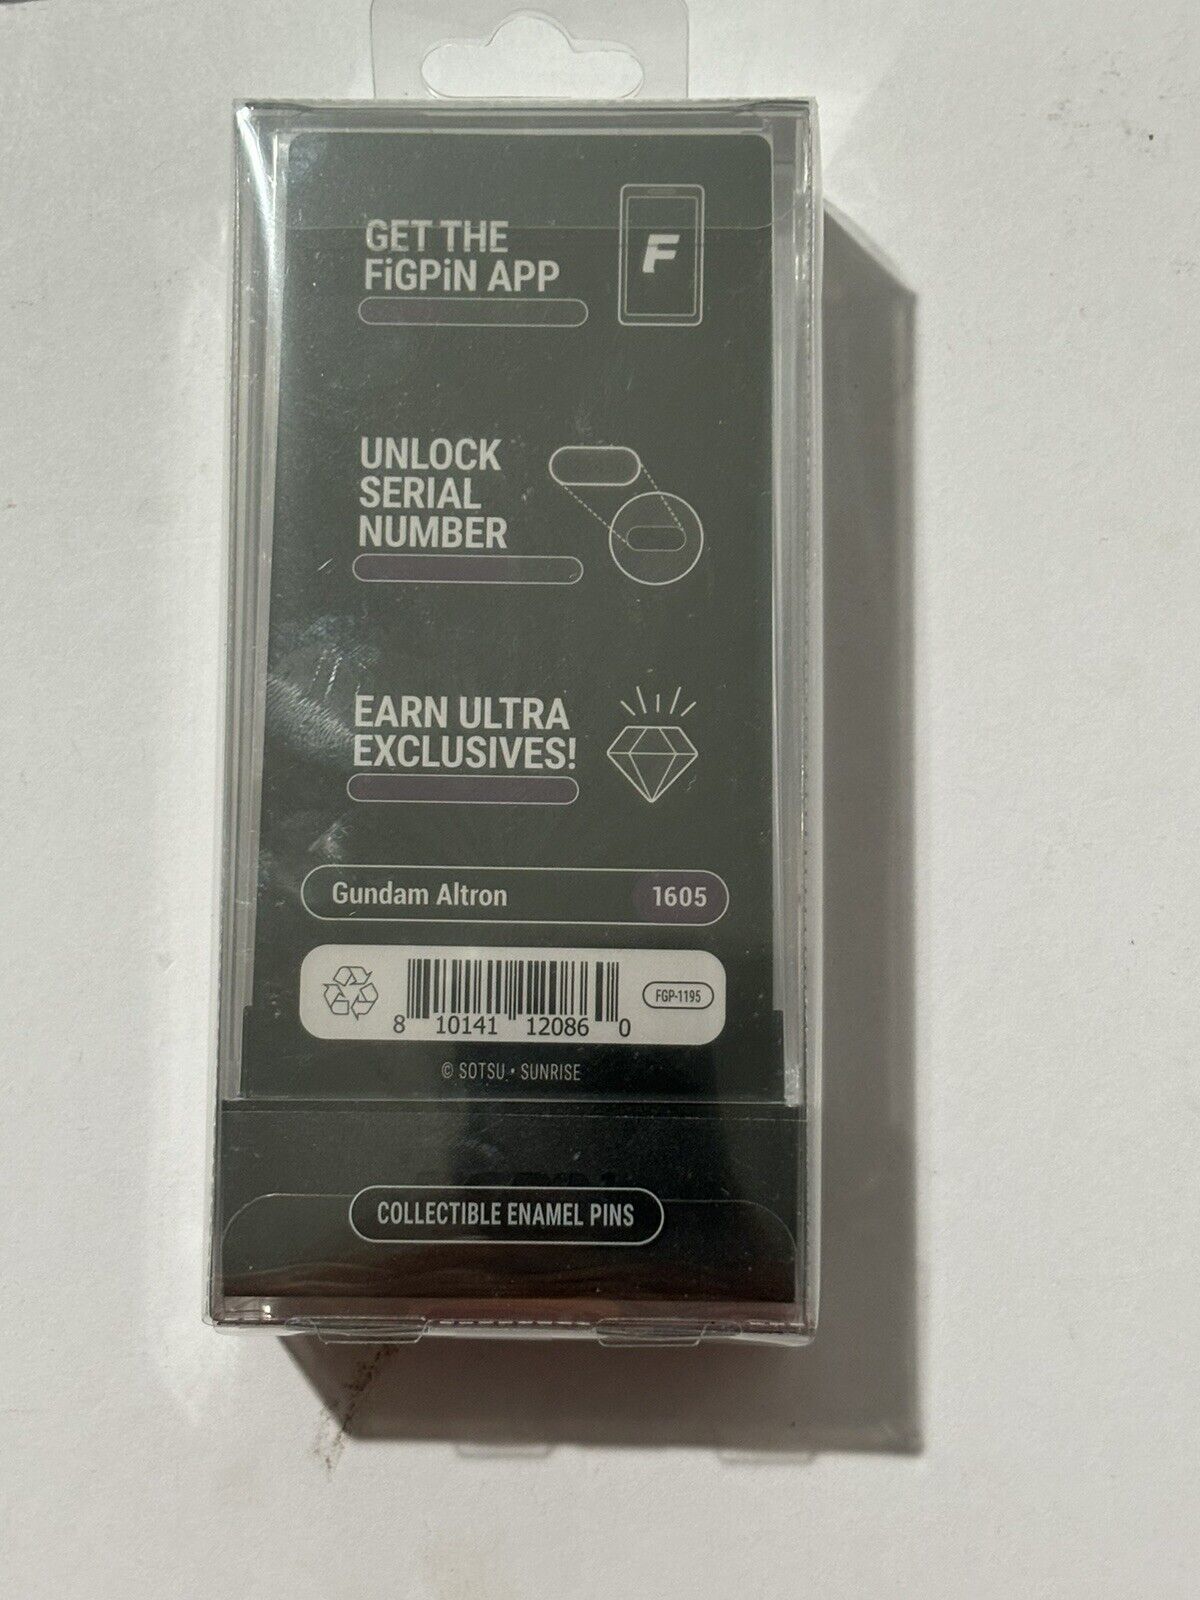 GET THE
FiGPiN APP
F
UNLOCK
SERIAL
NUMBER
EARN ULTRA
EXCLUSIVES!
Gundam Altron 1605
8 10141 12086 0
FGP-1195
© SOTSU • SUNRISE
COLLECTIBLE ENAMEL PINS